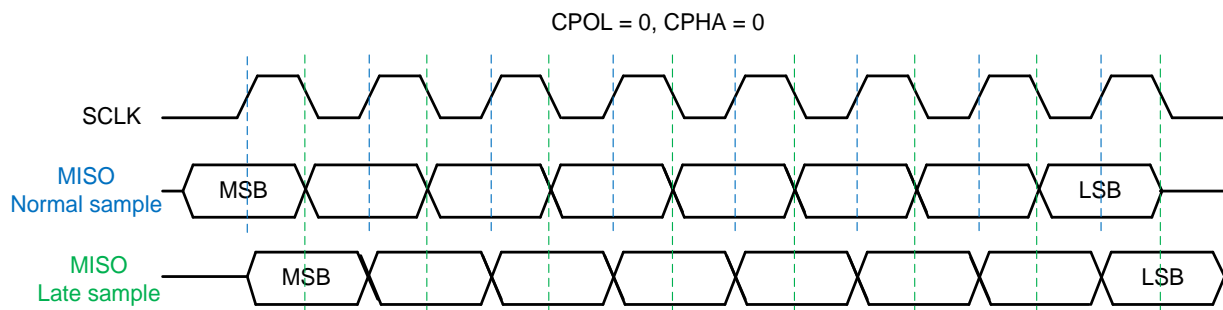 CPOL = 0, CPHA = 0
SCLK
MISO
Normal sample
MSB
LSB
MISO
Late sample
MSB
LSB